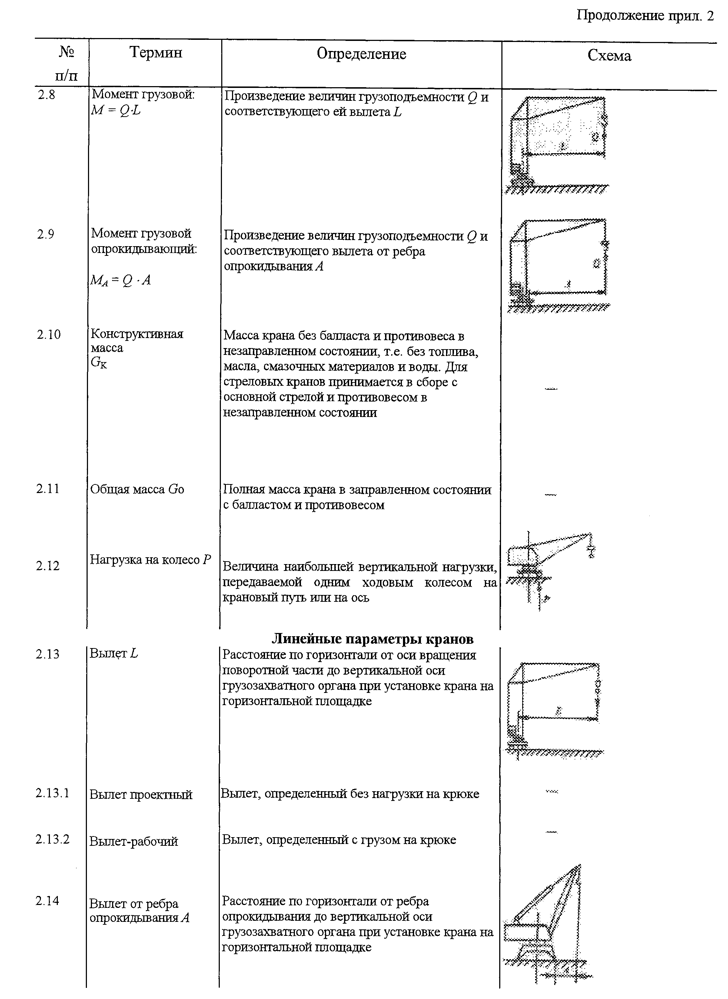 Продолжение прил. 2
№ п/п
Термин
Определение
Схема
2.8
Момент грузовой:
M = Q·L
Произведение величин грузоподъемности Q и
соответствующего ей вылета L
Q
L
2.9
Момент грузовой
опрокидывающий:
M_A = Q · A
Произведение величин грузоподъемности Q и
соответствующего вылета от ребра
опрокидывания A
Q
A
2.10
Конструктивная
масса
G_К
Масса крана без балласта и противовеса в
незаправленном состоянии, т.е. без топлива,
масла, смазочных материалов и воды. Для
стреловых кранов принимается в сборе с
основной стрелой и противовесом в
незаправленном состоянии
—
2.11
Общая масса Gо
Полная масса крана в заправленном состоянии
с балластом и противовесом
—
2.12
Нагрузка на колесо P
Величина наибольшей вертикальной нагрузки,
передаваемой одним ходовым колесом на
крановый путь или на ось
Линейные параметры кранов
2.13
Вылет L
Расстояние по горизонтали от оси вращения
поворотной части до вертикальной оси
грузозахватного органа при установке крана на
горизонтальной площадке
2.13.1
Вылет проектный
Вылет, определенный без нагрузки на крюке
—
2.13.2
Вылет-рабочий
Вылет, определенный с грузом на крюке
—
2.14
Вылет от ребра
опрокидывания A
Расстояние по горизонтали от ребра
опрокидывания до вертикальной оси
грузозахватного органа при установке крана на
горизонтальной площадке